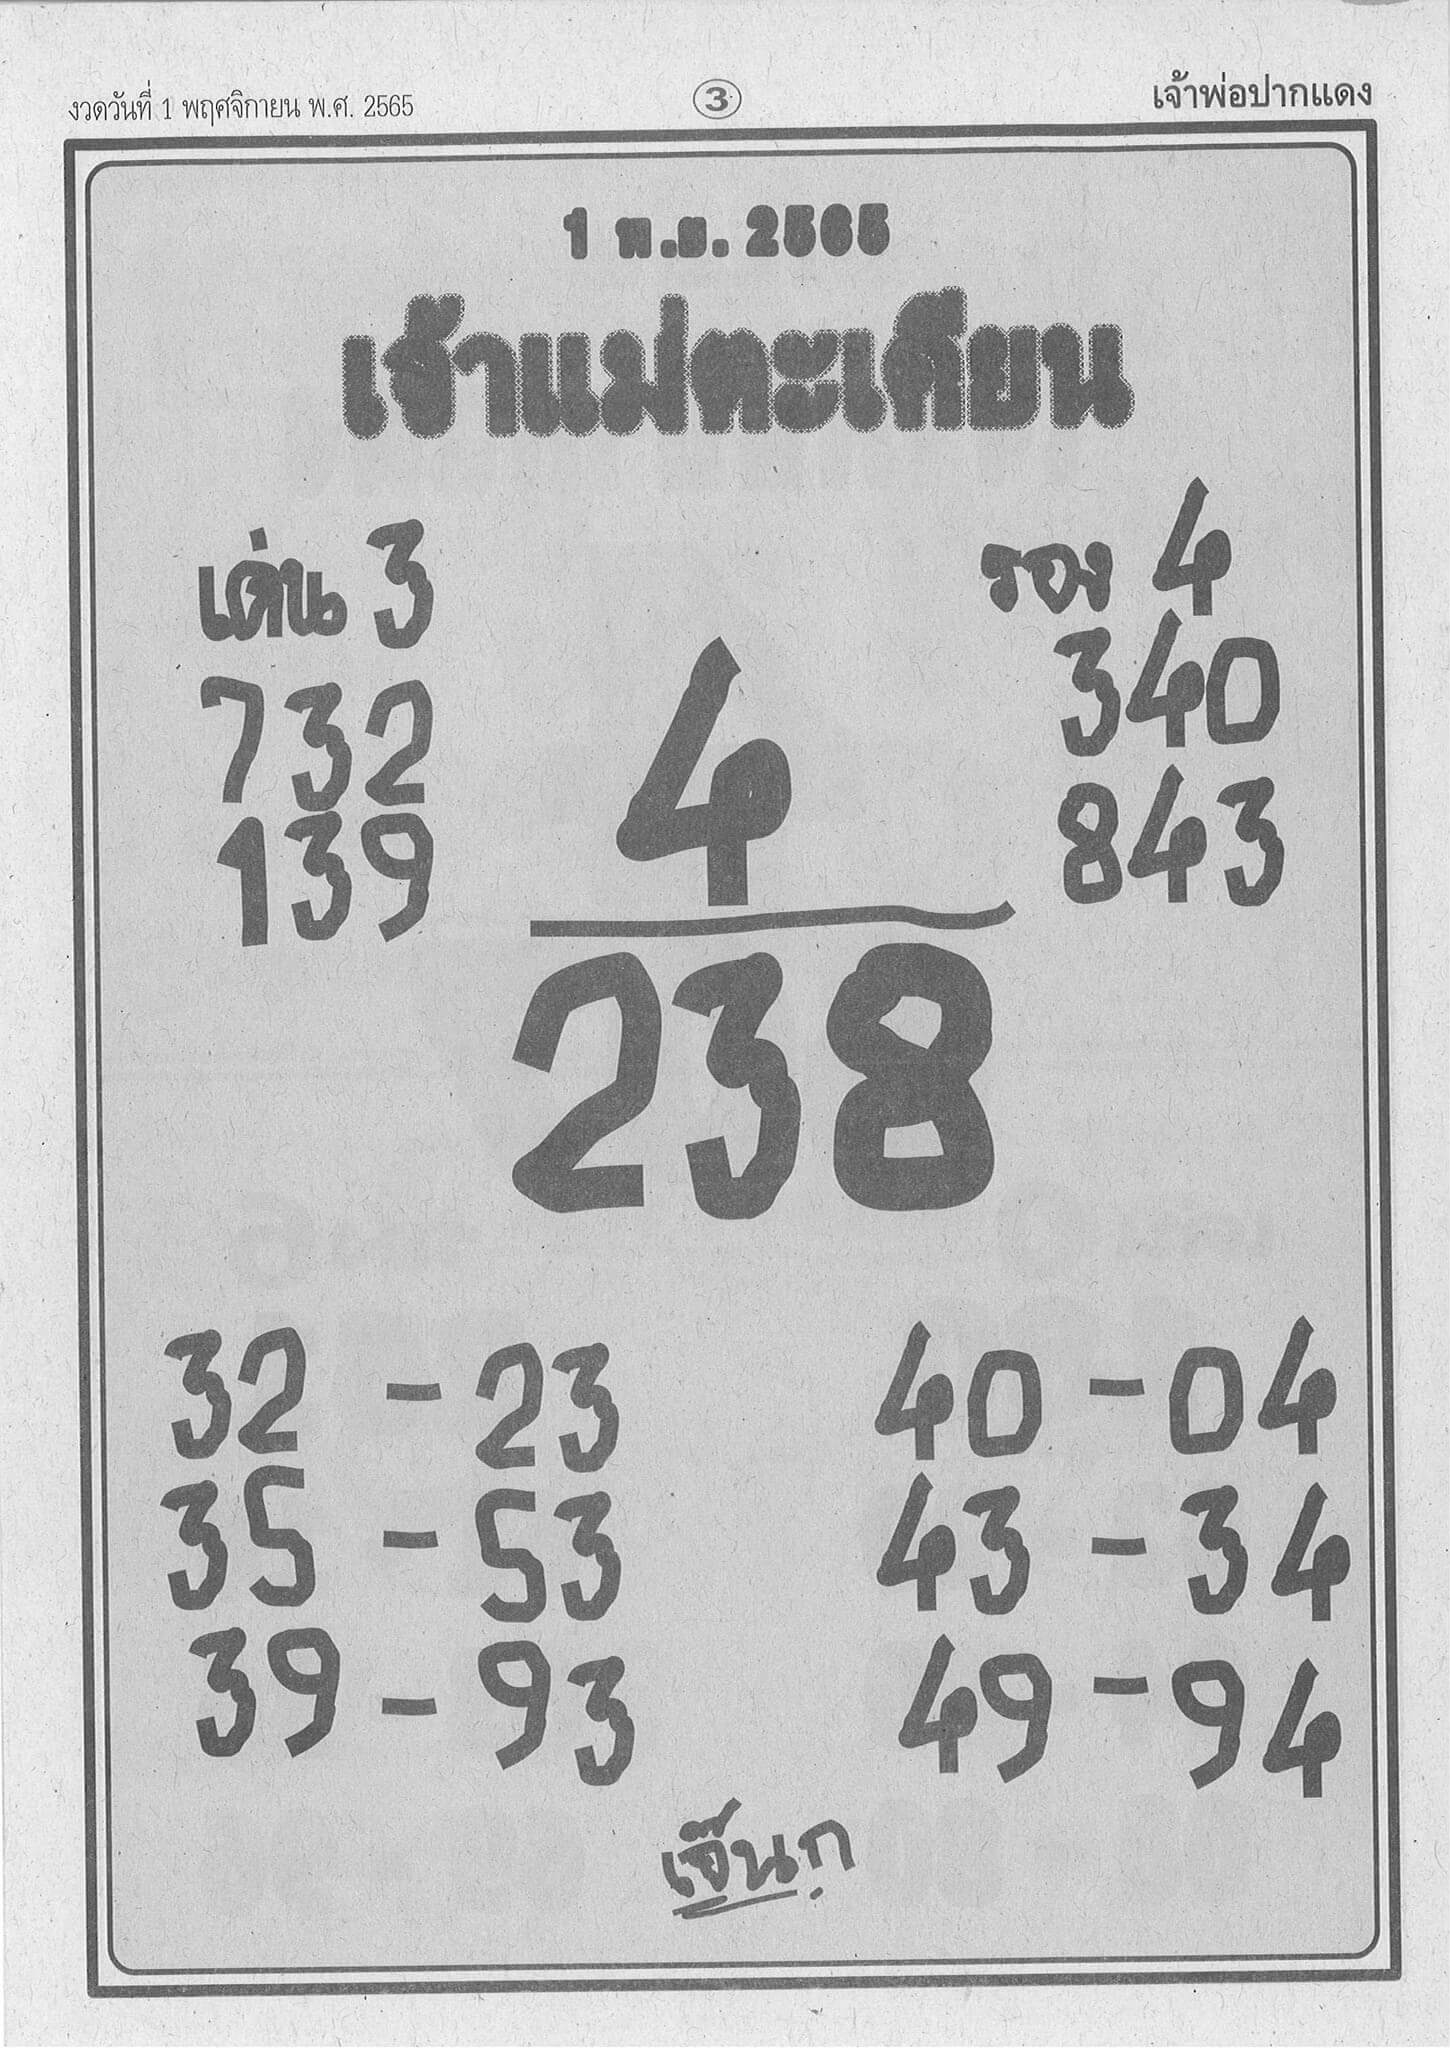 งวดวันที่ 1 พฤศจิกายน พ.ศ. 2565
3
เจ้าพ่อปากแดง
1 พ.ย. 2565
เจ้าแม่ตะเคียน
เด่น 3
732
139
รอง 4
340
843
4
238
32 - 23
35 - 53
39 - 93
40 - 04
43 - 34
49 - 94
เจ๊นุก